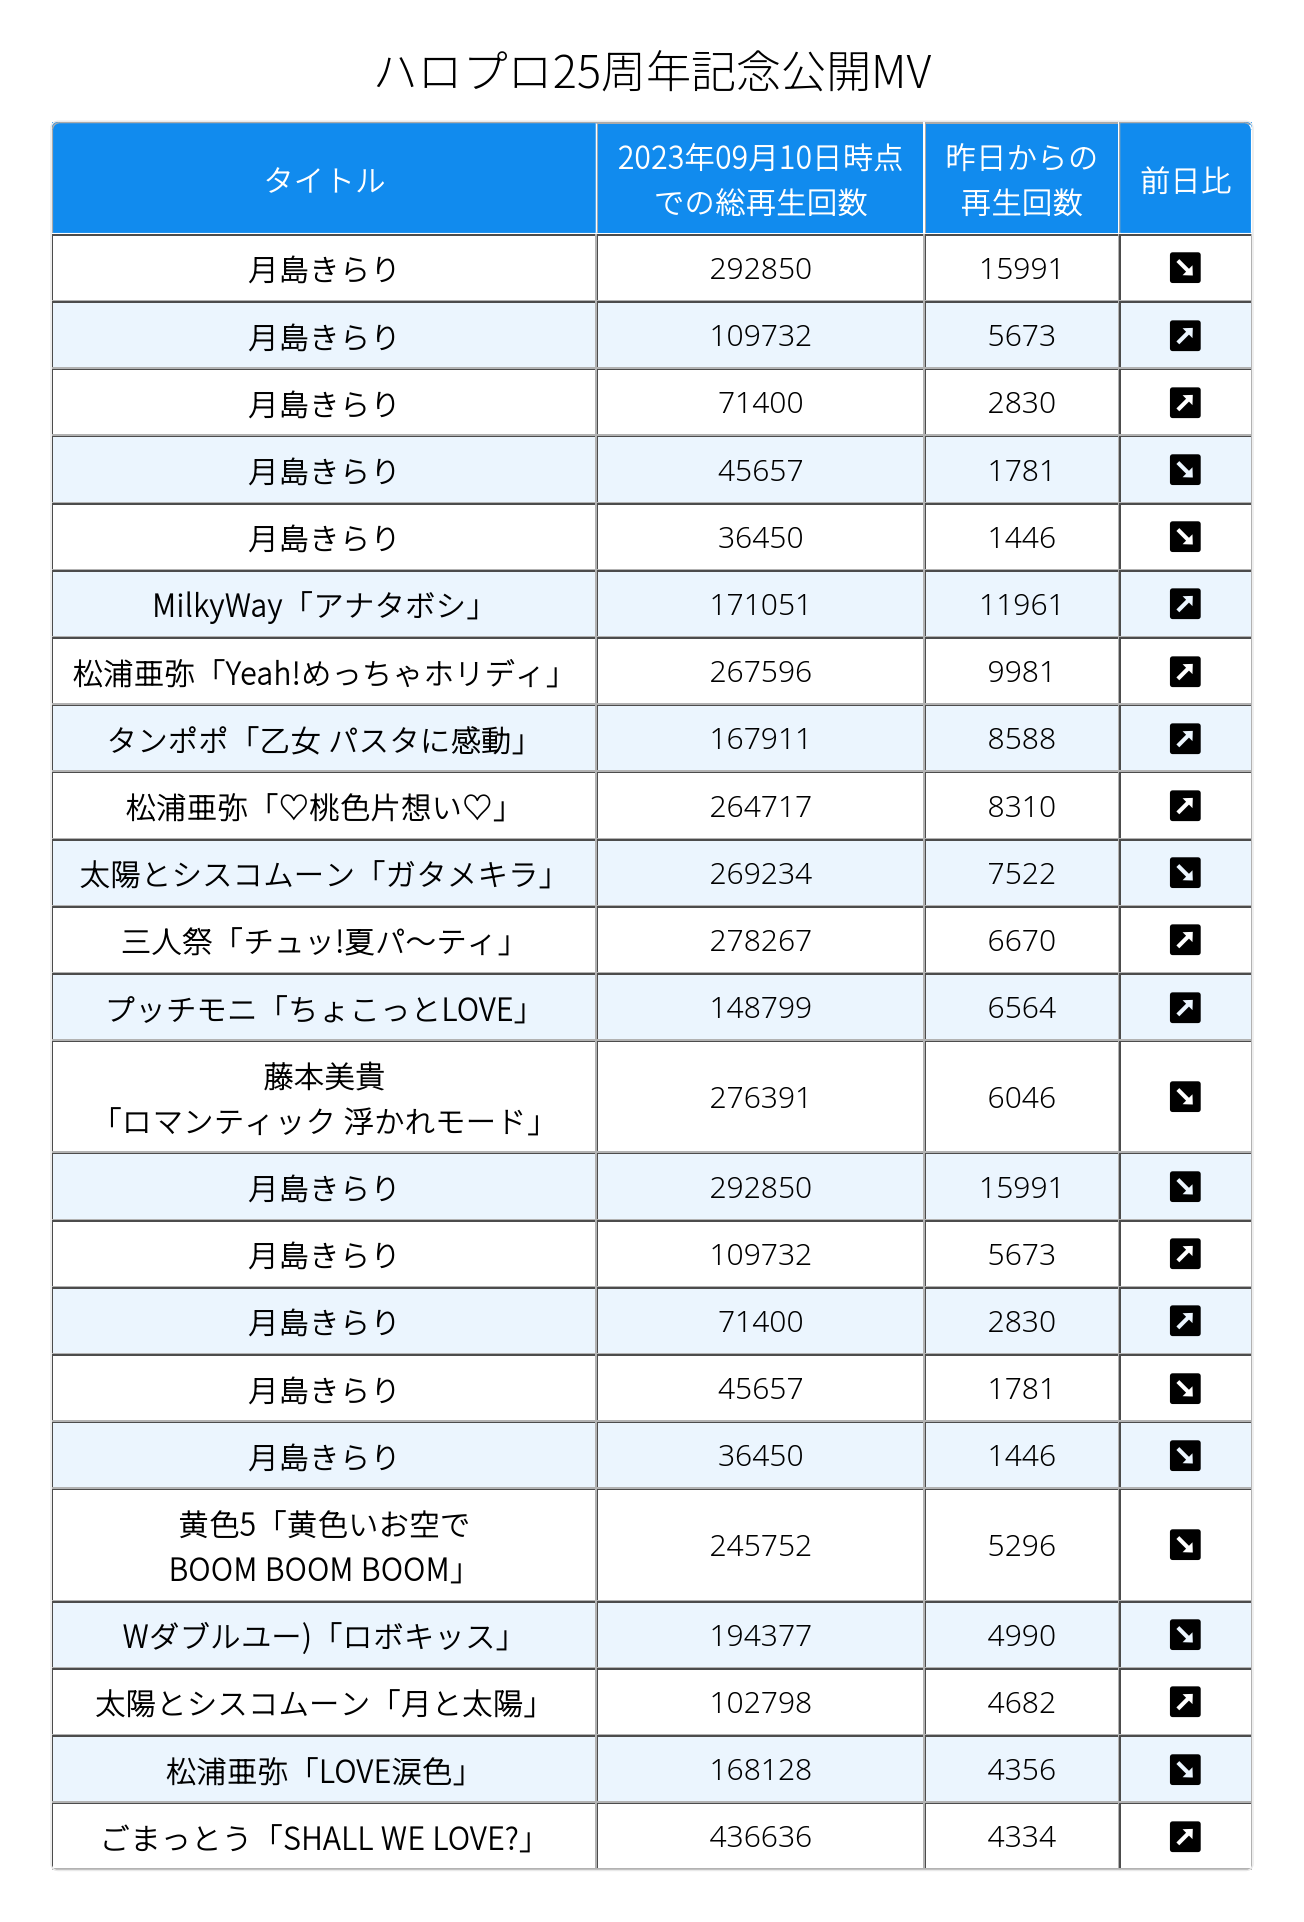 ハロプロ25周年記念公開MV
タイトル 2023年09月10日時点での総再生回数 昨日からの再生回数 前日比
月島きらり 292850 15991 ↘
月島きらり 109732 5673 ↗
月島きらり 71400 2830 ↗
月島きらり 45657 1781 ↘
月島きらり 36450 1446 ↘
MilkyWay「アナタボシ」 171051 11961 ↗
松浦亜弥「Yeah!めっちゃホリディ」 267596 9981 ↗
タンポポ「乙女 パスタに感動」 167911 8588 ↗
松浦亜弥「♡桃色片想い♡」 264717 8310 ↗
太陽とシスコムーン「ガタメキラ」 269234 7522 ↘
三人祭「チュッ!夏パ〜ティ」 278267 6670 ↗
プッチモニ「ちょこっとLOVE」 148799 6564 ↗
藤本美貴
「ロマンティック 浮かれモード」 276391 6046 ↘
月島きらり 292850 15991 ↘
月島きらり 109732 5673 ↗
月島きらり 71400 2830 ↗
月島きらり 45657 1781 ↘
月島きらり 36450 1446 ↘
黄色5「黄色いお空で
BOOM BOOM BOOM」 245752 5296 ↘
Wダブルユー)「ロボキッス」 194377 4990 ↘
太陽とシスコムーン「月と太陽」 102798 4682 ↗
松浦亜弥「LOVE涙色」 168128 4356 ↘
ごまっとう「SHALL WE LOVE?」 436636 4334 ↗